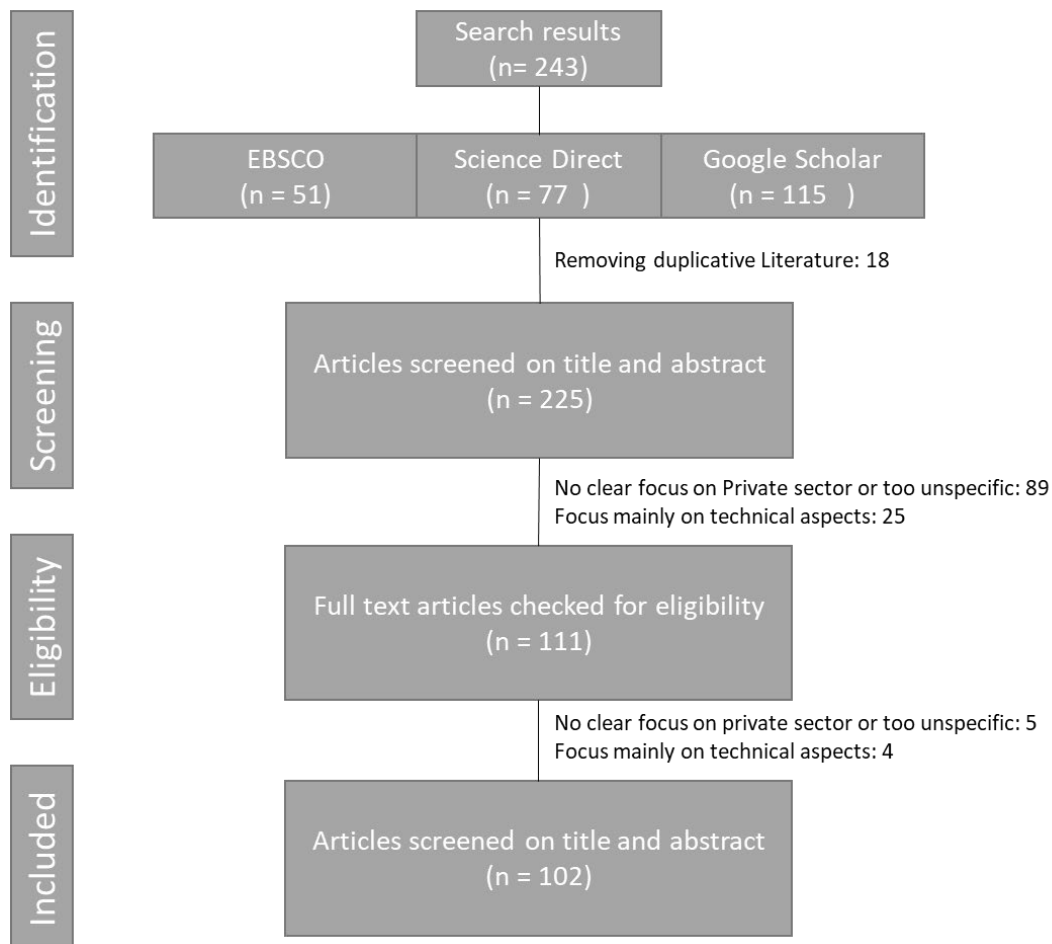 Identification
Search results
(n= 243)
EBSCO
(n = 51)
Science Direct
(n = 77  )
Google Scholar
(n = 115  )
Removing duplicative Literature: 18
Screening
Articles screened on title and abstract
(n = 225)
No clear focus on Private sector or too unspecific: 89
Focus mainly on technical aspects: 25
Eligibility
Full text articles checked for eligibility
(n = 111)
No clear focus on private sector or too unspecific: 5
Focus mainly on technical aspects: 4
Included
Articles screened on title and abstract
(n = 102)